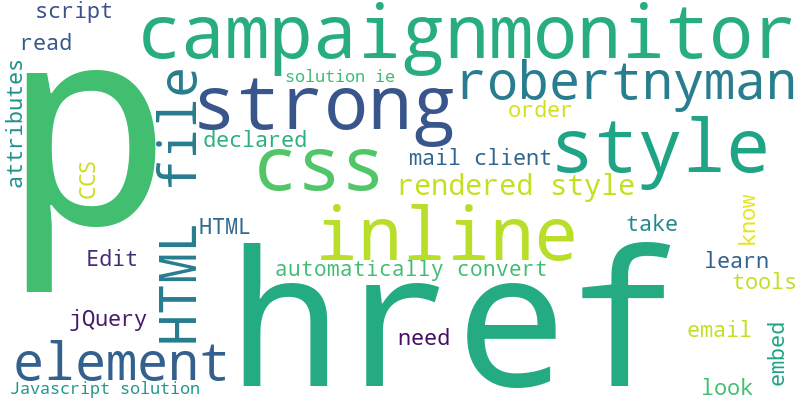 script
campaignmonitor
read
p
attributes
file
solution ie
strong
robertnyman
order
declared
css
mail client
style
CCS
rendered style
HTML
HTML
inline
take
know
Edit
automatically convert
learn
href
tools
jQuery
need
email
embed
element
Javascript solution
look